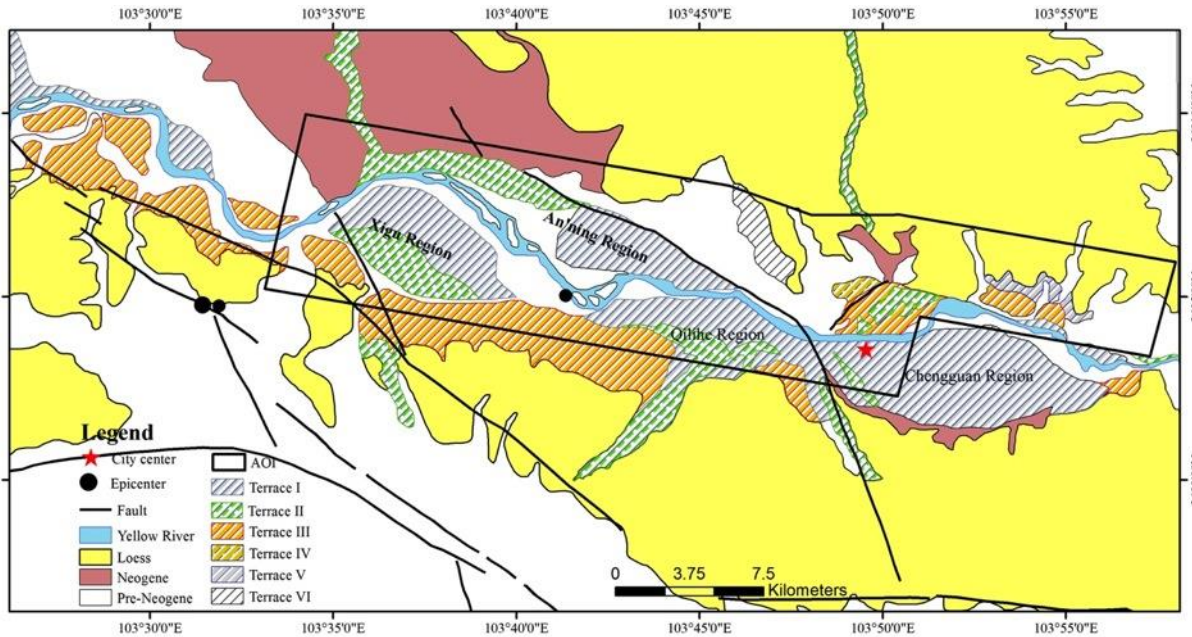 103°30'0"E 103°35'0"E 103°40'0"E 103°45'0"E 103°50'0"E 103°55'0"E
Xigu Region
An'ning Region
Qilihe Region
Chengguan Region
Legend
City center
Epicenter
Fault
Yellow River
Loess
Neogene
Pre-Neogene
AOI
Terrace I
Terrace II
Terrace III
Terrace IV
Terrace V
Terrace VI
0 3.75 7.5
Kilometers
103°30'0"E 103°35'0"E 103°40'0"E 103°45'0"E 103°50'0"E 103°55'0"E